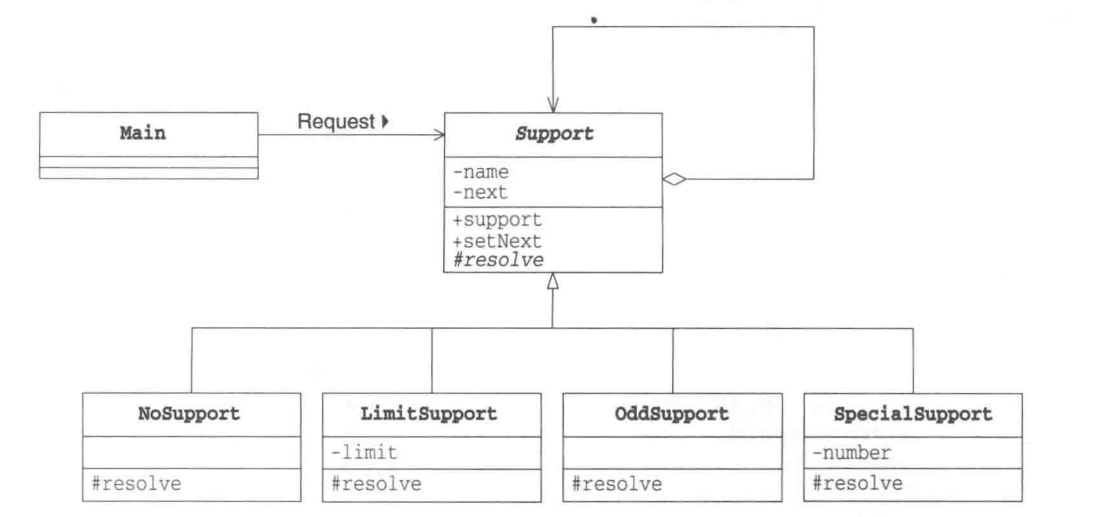 Main
Request
Support
-name
-next
+support
+setNext
#resolve
NoSupport
#resolve
LimitSupport
-limit
#resolve
OddSupport
#resolve
SpecialSupport
-number
#resolve